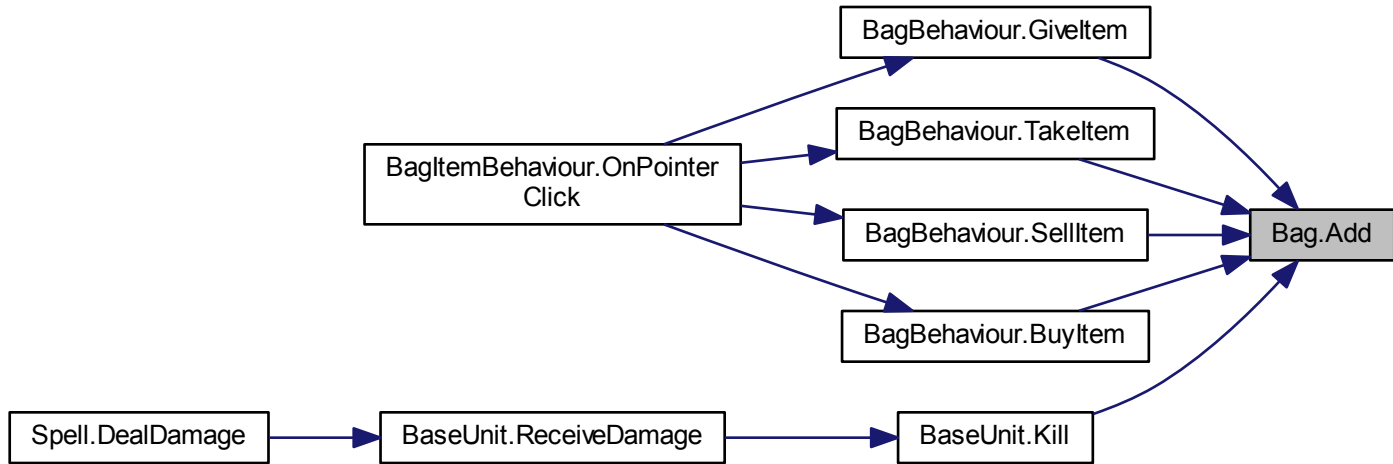 BagBehaviour.GiveItem
BagBehaviour.TakeItem
BagItemBehaviour.OnPointer
Click
BagBehaviour.SellItem
Bag.Add
BagBehaviour.BuyItem
Spell.DealDamage
BaseUnit.ReceiveDamage
BaseUnit.Kill